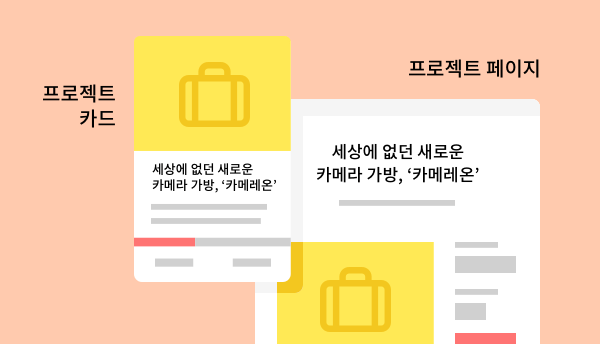 프로젝트
카드
세상에 없던 새로운
카메라 가방, ‘카메레온’
프로젝트 페이지
세상에 없던 새로운
카메라 가방, ‘카메레온’